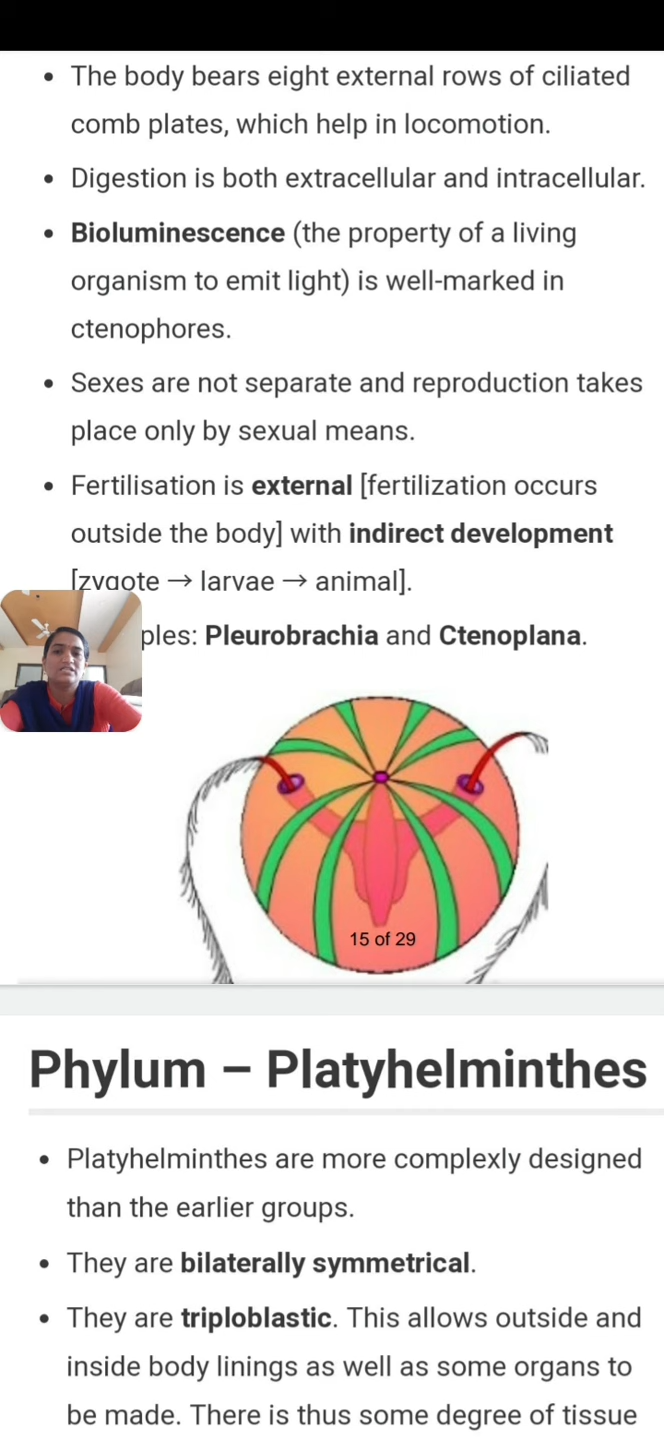 • The body bears eight external rows of ciliated
comb plates, which help in locomotion.
• Digestion is both extracellular and intracellular.
• Bioluminescence (the property of a living
organism to emit light) is well-marked in
ctenophores.
• Sexes are not separate and reproduction takes
place only by sexual means.
• Fertilisation is external [fertilization occurs
outside the body] with indirect development
[zygote → larvae → animal].
ples: Pleurobrachia and Ctenoplana.
15 of 29
Phylum – Platyhelminthes
• Platyhelminthes are more complexly designed
than the earlier groups.
• They are bilaterally symmetrical.
• They are triploblastic. This allows outside and
inside body linings as well as some organs to
be made. There is thus some degree of tissue